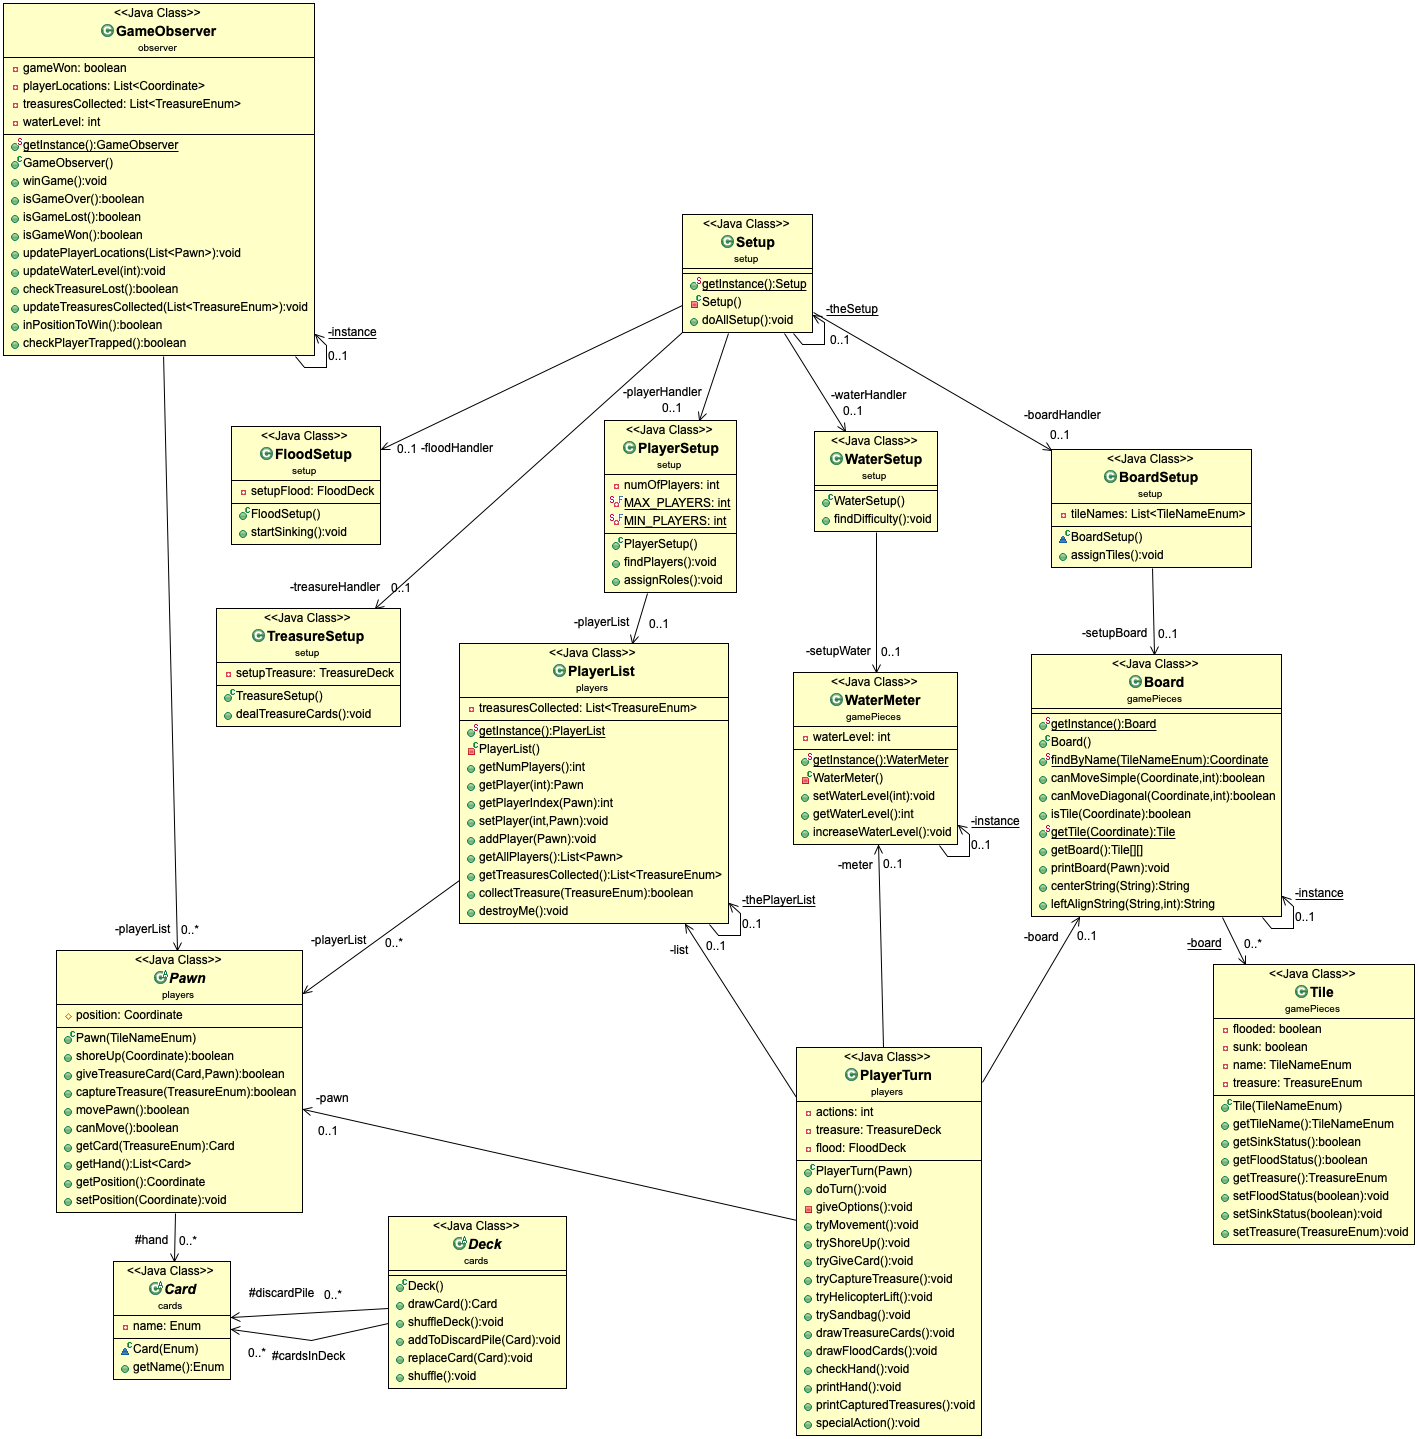 <<Java Class>>
GameObserver
observer
gameWon: boolean
playerLocations: List<Coordinate>
treasuresCollected: List<TreasureEnum>
waterLevel: int
getInstance():GameObserver
GameObserver()
winGame():void
isGameOver():boolean
isGameLost():boolean
isGameWon():boolean
updatePlayerLocations(List<Pawn>):void
updateWaterLevel(int):void
checkTreasureLost():boolean
updateTreasuresCollected(List<TreasureEnum>):void
inPositionToWin():boolean
checkPlayerTrapped():boolean
-instance
0..1
<<Java Class>>
Setup
setup
getInstance():Setup
Setup()
doAllSetup():void
-theSetup
0..1
-floodHandler
0..1
-treasureHandler
0..1
-playerHandler
0..1
-waterHandler
0..1
-boardHandler
0..1
<<Java Class>>
FloodSetup
setup
setupFlood: FloodDeck
FloodSetup()
startSinking():void
<<Java Class>>
PlayerSetup
setup
numOfPlayers: int
MAX_PLAYERS: int
MIN_PLAYERS: int
PlayerSetup()
findPlayers():void
assignRoles():void
<<Java Class>>
WaterSetup
setup
WaterSetup()
findDifficulty():void
<<Java Class>>
BoardSetup
setup
tileNames: List<TileNameEnum>
BoardSetup()
assignTiles():void
<<Java Class>>
TreasureSetup
setup
setupTreasure: TreasureDeck
TreasureSetup()
dealTreasureCards():void
-playerList
0..1
-setupWater
0..1
-setupBoard
0..1
<<Java Class>>
PlayerList
players
treasuresCollected: List<TreasureEnum>
getInstance():PlayerList
PlayerList()
getNumPlayers():int
getPlayer(int):Pawn
getPlayerIndex(Pawn):int
setPlayer(int,Pawn):void
addPlayer(Pawn):void
getAllPlayers():List<Pawn>
getTreasuresCollected():List<TreasureEnum>
collectTreasure(TreasureEnum):boolean
destroyMe():void
-thePlayerList
0..1
<<Java Class>>
WaterMeter
gamePieces
waterLevel: int
getInstance():WaterMeter
WaterMeter()
setWaterLevel(int):void
getWaterLevel():int
increaseWaterLevel():void
-instance
0..1
<<Java Class>>
Board
gamePieces
getInstance():Board
Board()
findByName(TileNameEnum):Coordinate
canMoveSimple(Coordinate,int):boolean
canMoveDiagonal(Coordinate,int):boolean
isTile(Coordinate):boolean
getTile(Coordinate):Tile
getBoard():Tile[][]
printBoard(Pawn):void
centerString(String):String
leftAlignString(String,int):String
-instance
0..1
-playerList
0..*
-playerList
0..*
-list
0..1
-meter
0..1
-board
0..1
-board
0..*
<<Java Class>>
Pawn
players
position: Coordinate
Pawn(TileNameEnum)
shoreUp(Coordinate):boolean
giveTreasureCard(Card,Pawn):boolean
captureTreasure(TreasureEnum):boolean
movePawn():boolean
canMove():boolean
getCard(TreasureEnum):Card
getHand():List<Card>
getPosition():Coordinate
setPosition(Coordinate):void
-pawn
0..1
<<Java Class>>
Tile
gamePieces
flooded: boolean
sunk: boolean
name: TileNameEnum
treasure: TreasureEnum
Tile(TileNameEnum)
getTileName():TileNameEnum
getSinkStatus():boolean
getFloodStatus():boolean
getTreasure():TreasureEnum
setFloodStatus(boolean):void
setSinkStatus(boolean):void
setTreasure(TreasureEnum):void
<<Java Class>>
PlayerTurn
players
actions: int
treasure: TreasureDeck
flood: FloodDeck
PlayerTurn(Pawn)
doTurn():void
giveOptions():void
tryMovement():void
tryShoreUp():void
tryGiveCard():void
tryCaptureTreasure():void
tryHelicopterLift():void
trySandbag():void
drawTreasureCards():void
drawFloodCards():void
checkHand():void
printHand():void
printCapturedTreasures():void
specialAction():void
#hand
0..*
<<Java Class>>
Card
cards
name: Enum
Card(Enum)
getName():Enum
#discardPile
0..*
0..*
#cardsInDeck
<<Java Class>>
Deck
cards
Deck()
drawCard():Card
shuffleDeck():void
addToDiscardPile(Card):void
replaceCard(Card):void
shuffle():void